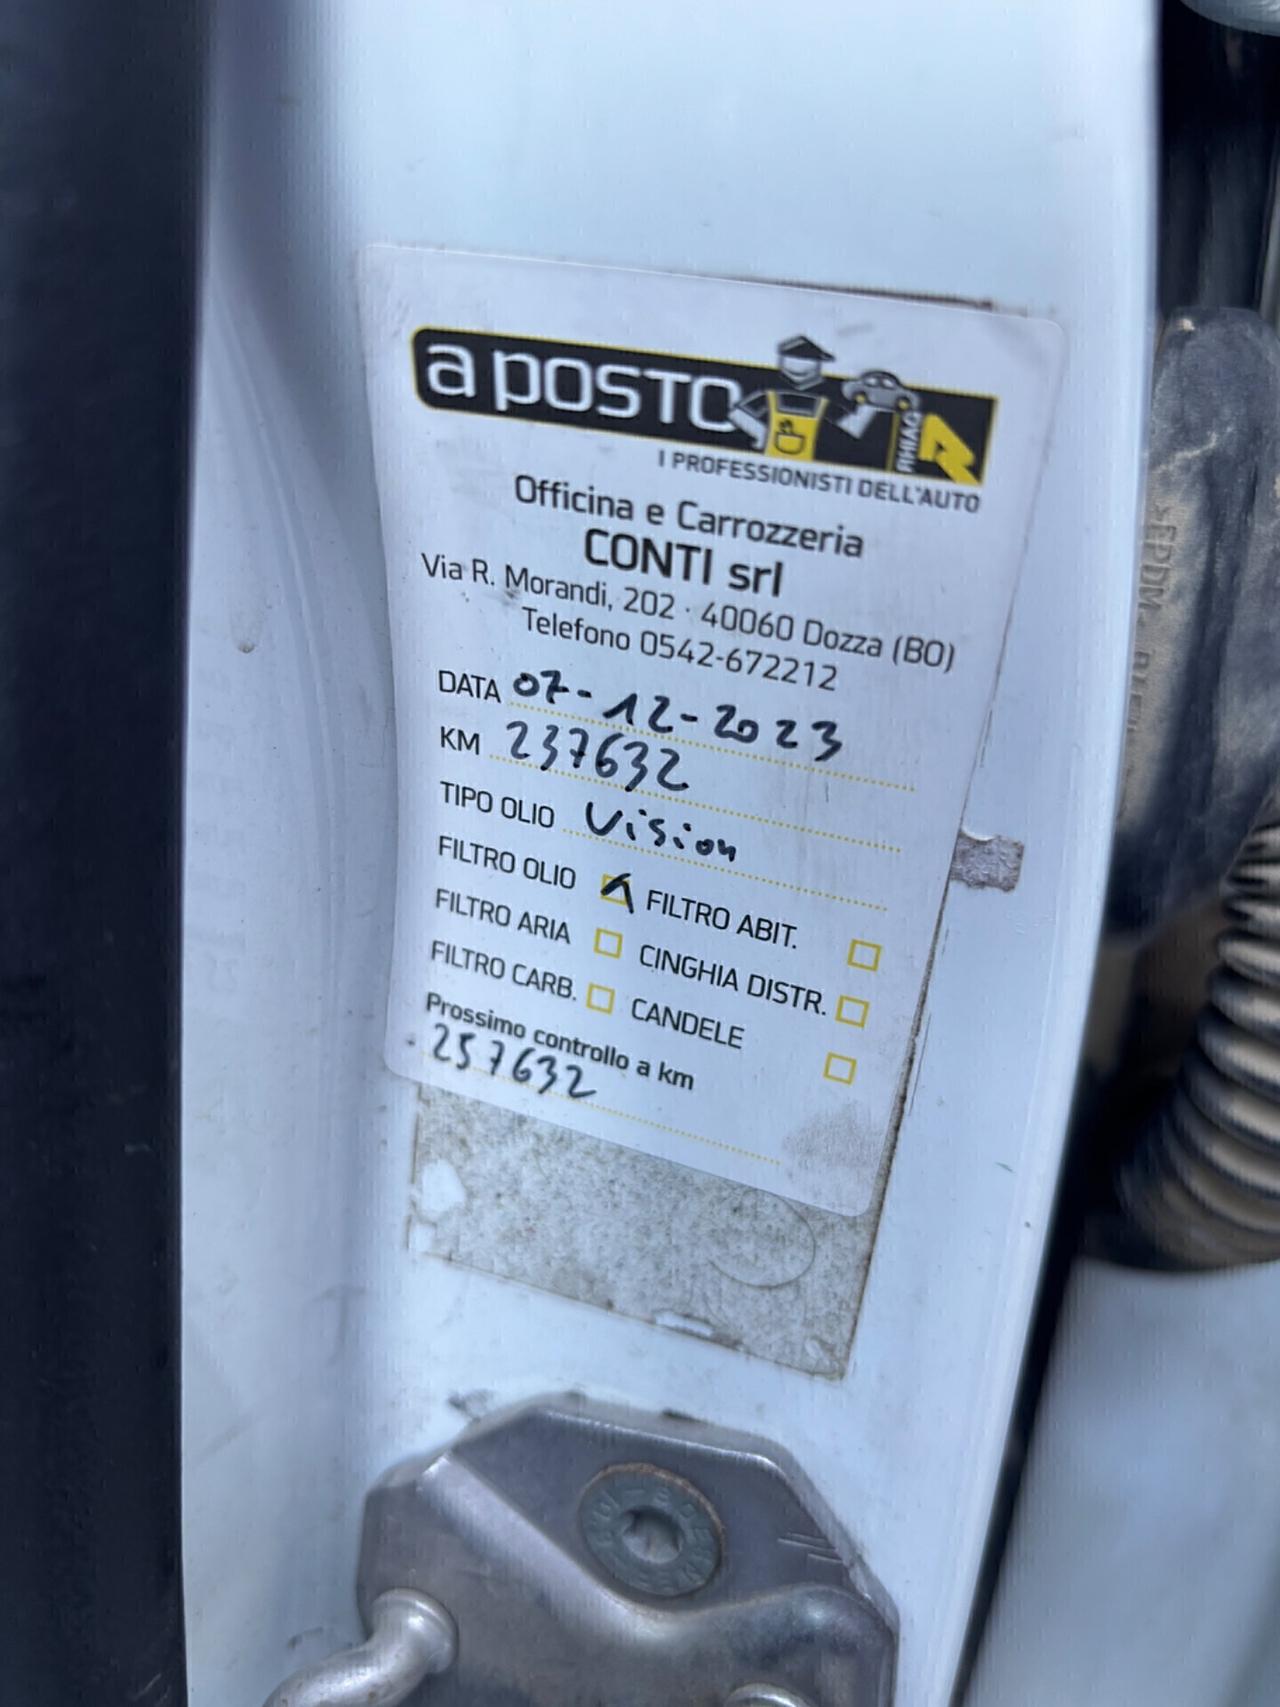 a POSTO
RHIAG
I PROFESSIONISTI DELL'AUTO
Officina e Carrozzeria
CONTI srl
Via R. Morandi, 202 · 40060 Dozza (BO)
Telefono 0542-672212
DATA 07-12-2023
KM 237632
TIPO OLIO Vision
FILTRO OLIO FILTRO ABIT.
FILTRO ARIA CINGHIA DISTR.
FILTRO CARB. CANDELE
Prossimo controllo a km
257632
>EPDM<